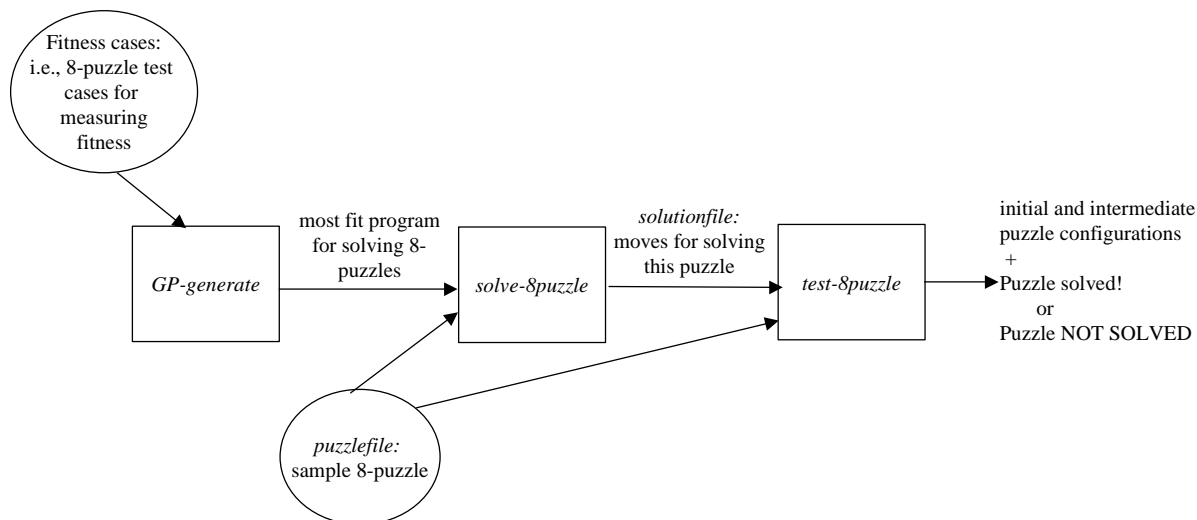 Fitness cases:
i.e., 8-puzzle test
cases for
measuring
fitness
GP-generate
most fit program
for solving 8-
puzzles
solve-8puzzle
solutionfile:
moves for solving
this puzzle
test-8puzzle
initial and intermediate
puzzle configurations
+
Puzzle solved!
or
Puzzle NOT SOLVED
puzzlefile:
sample 8-puzzle